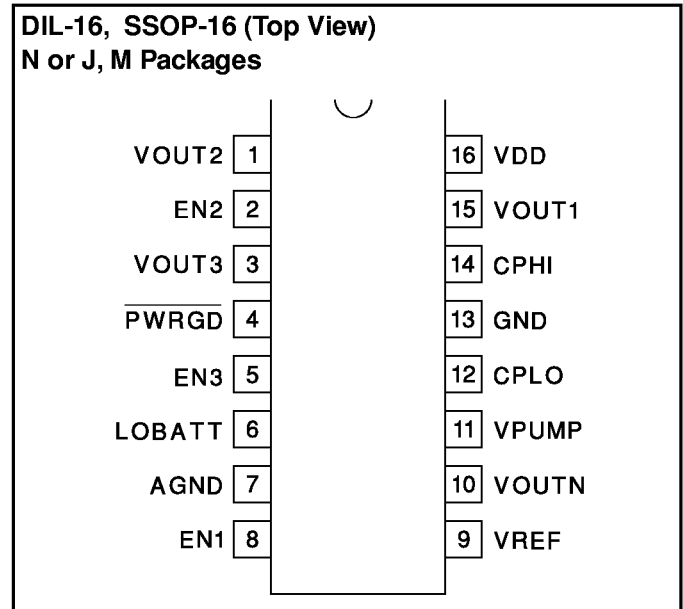 DIL-16, SSOP-16 (Top View)
N or J, M Packages
VOUT2 1 16 VDD
EN2 2 15 VOUT1
VOUT3 3 14 CPHI
PWRGD 4 13 GND
EN3 5 12 CPLO
LOBATT 6 11 VPUMP
AGND 7 10 VOUTN
EN1 8 9 VREF